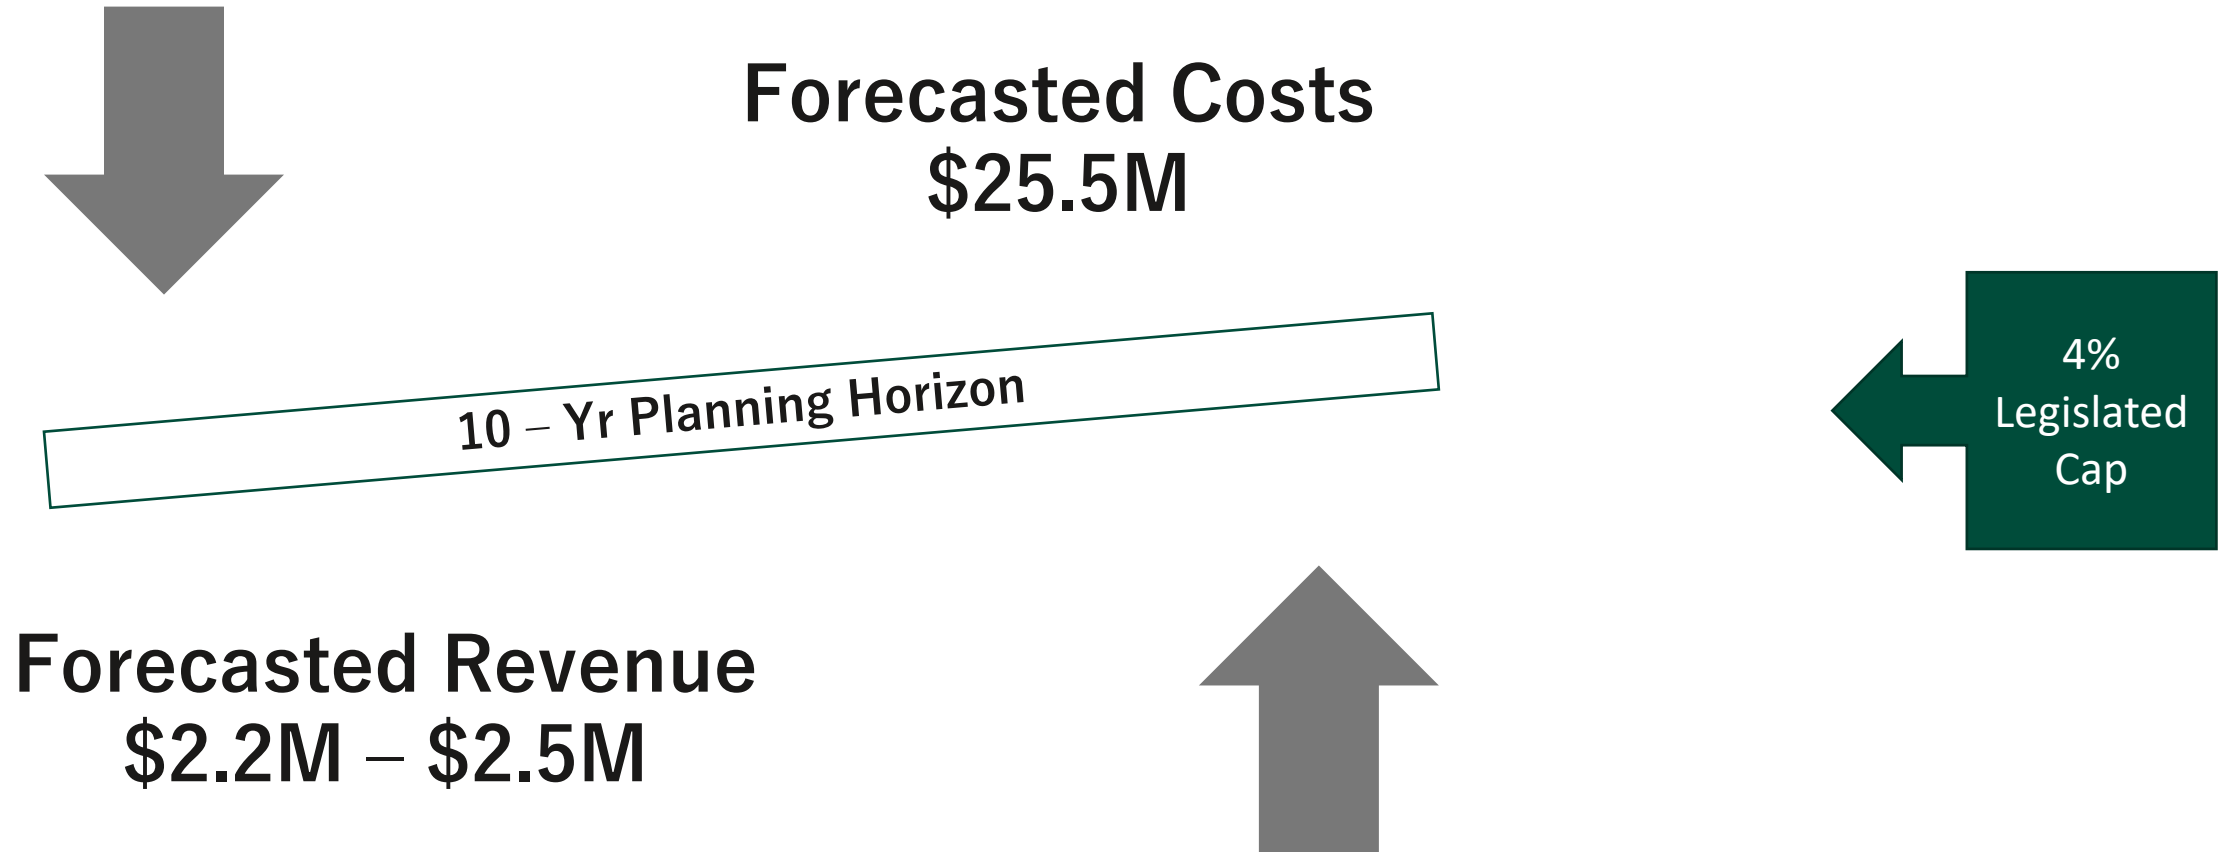 Forecasted Costs
$25.5M
10 – Yr Planning Horizon
4%
Legislated
Cap
Forecasted Revenue
$2.2M – $2.5M